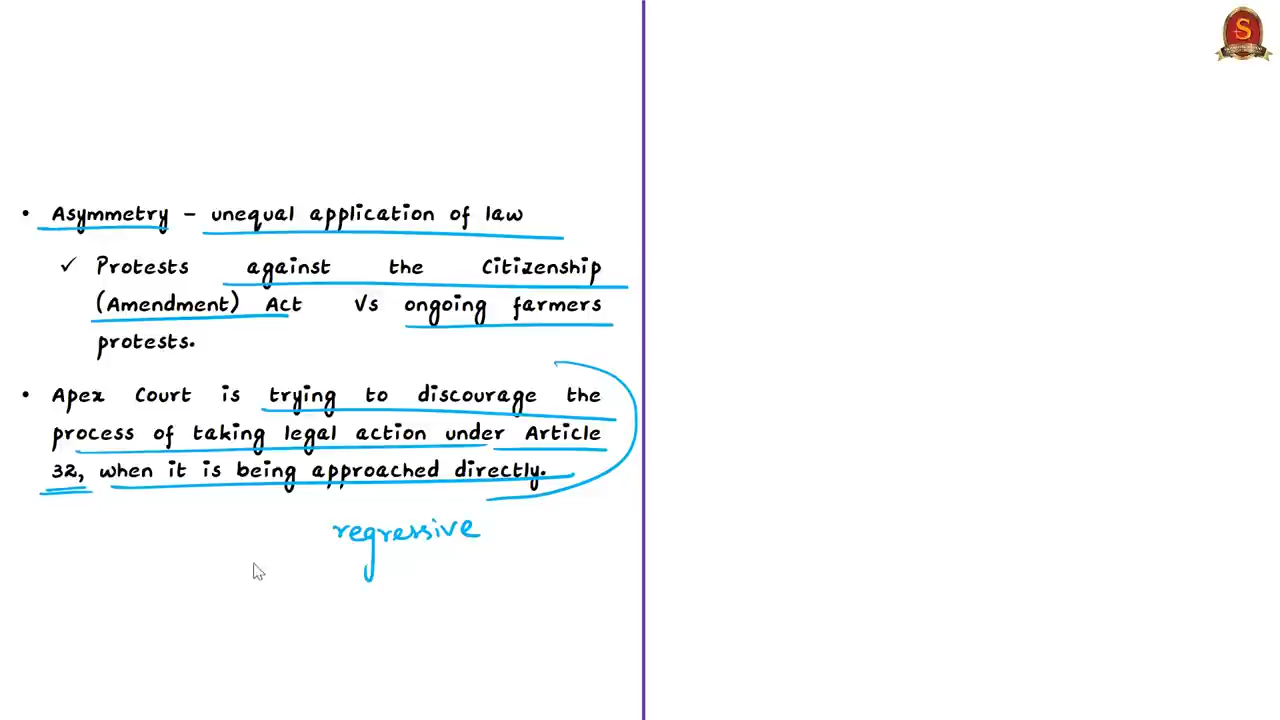 • Asymmetry – unequal application of law
✓ Protests against the Citizenship
(Amendment) Act Vs ongoing farmers
protests.
• Apex Court is trying to discourage the
process of taking legal action under Article
32, when it is being approached directly.
regressive
S